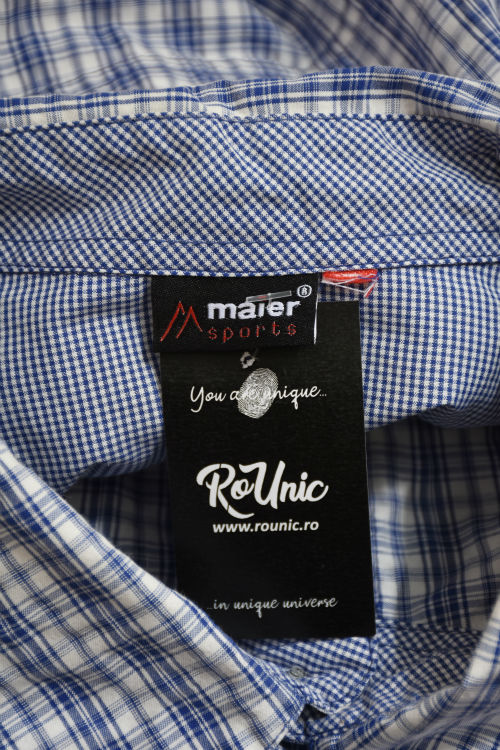 maier®
sports
You are unique...
RoUnic
www.rounic.ro
...in unique universe